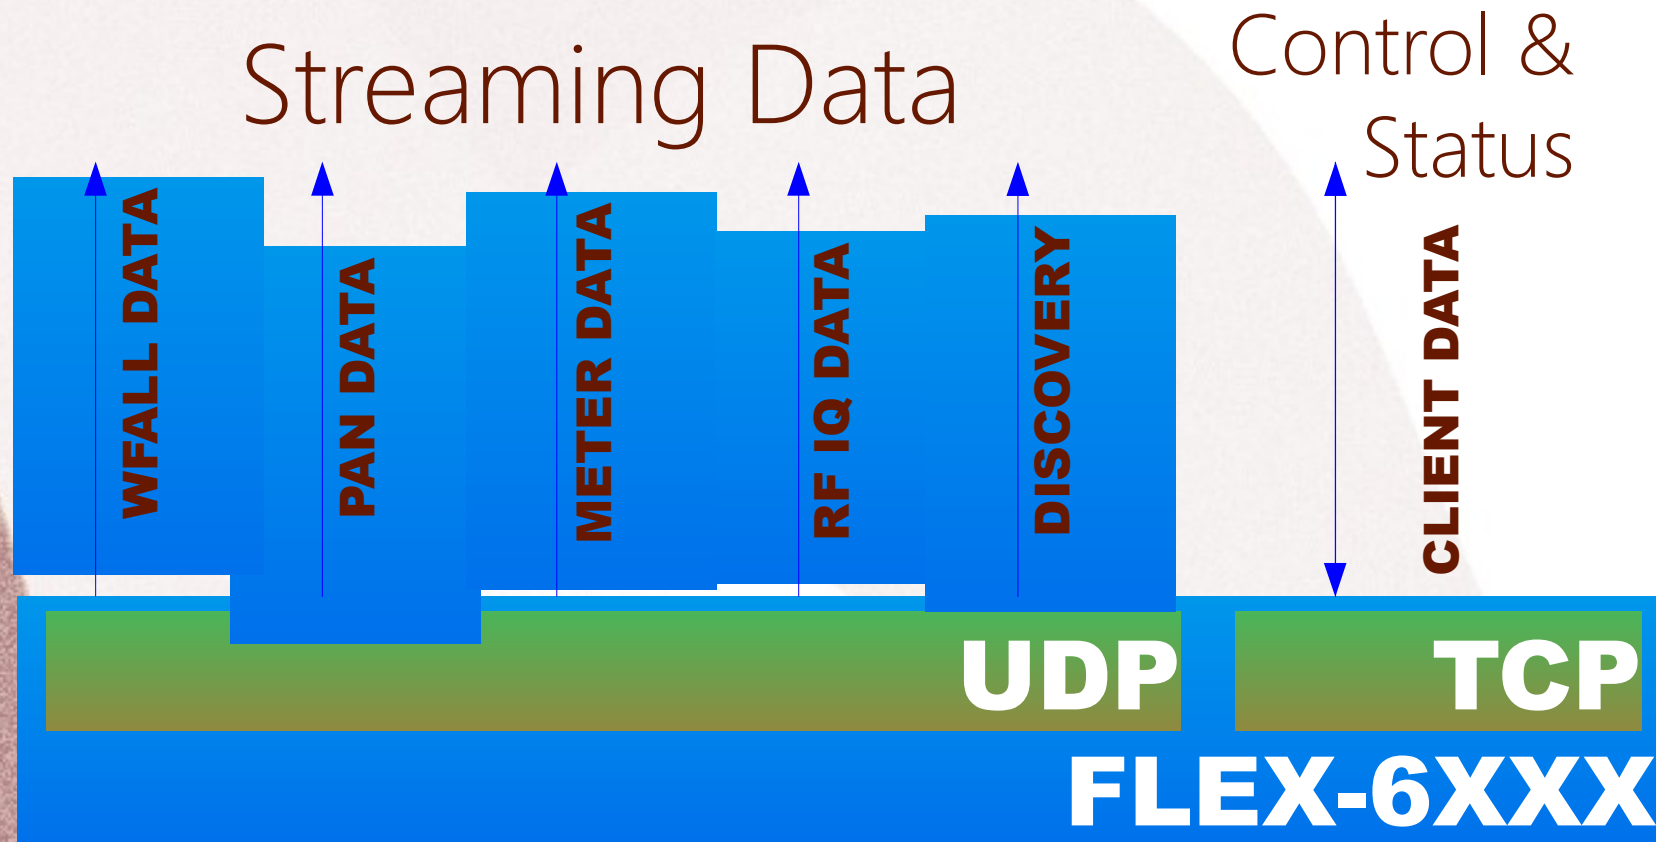 Streaming Data
Control &
Status
WFALL DATA
PAN DATA
METER DATA
RF IQ DATA
DISCOVERY
CLIENT DATA
UDP
TCP
FLEX-6XXX